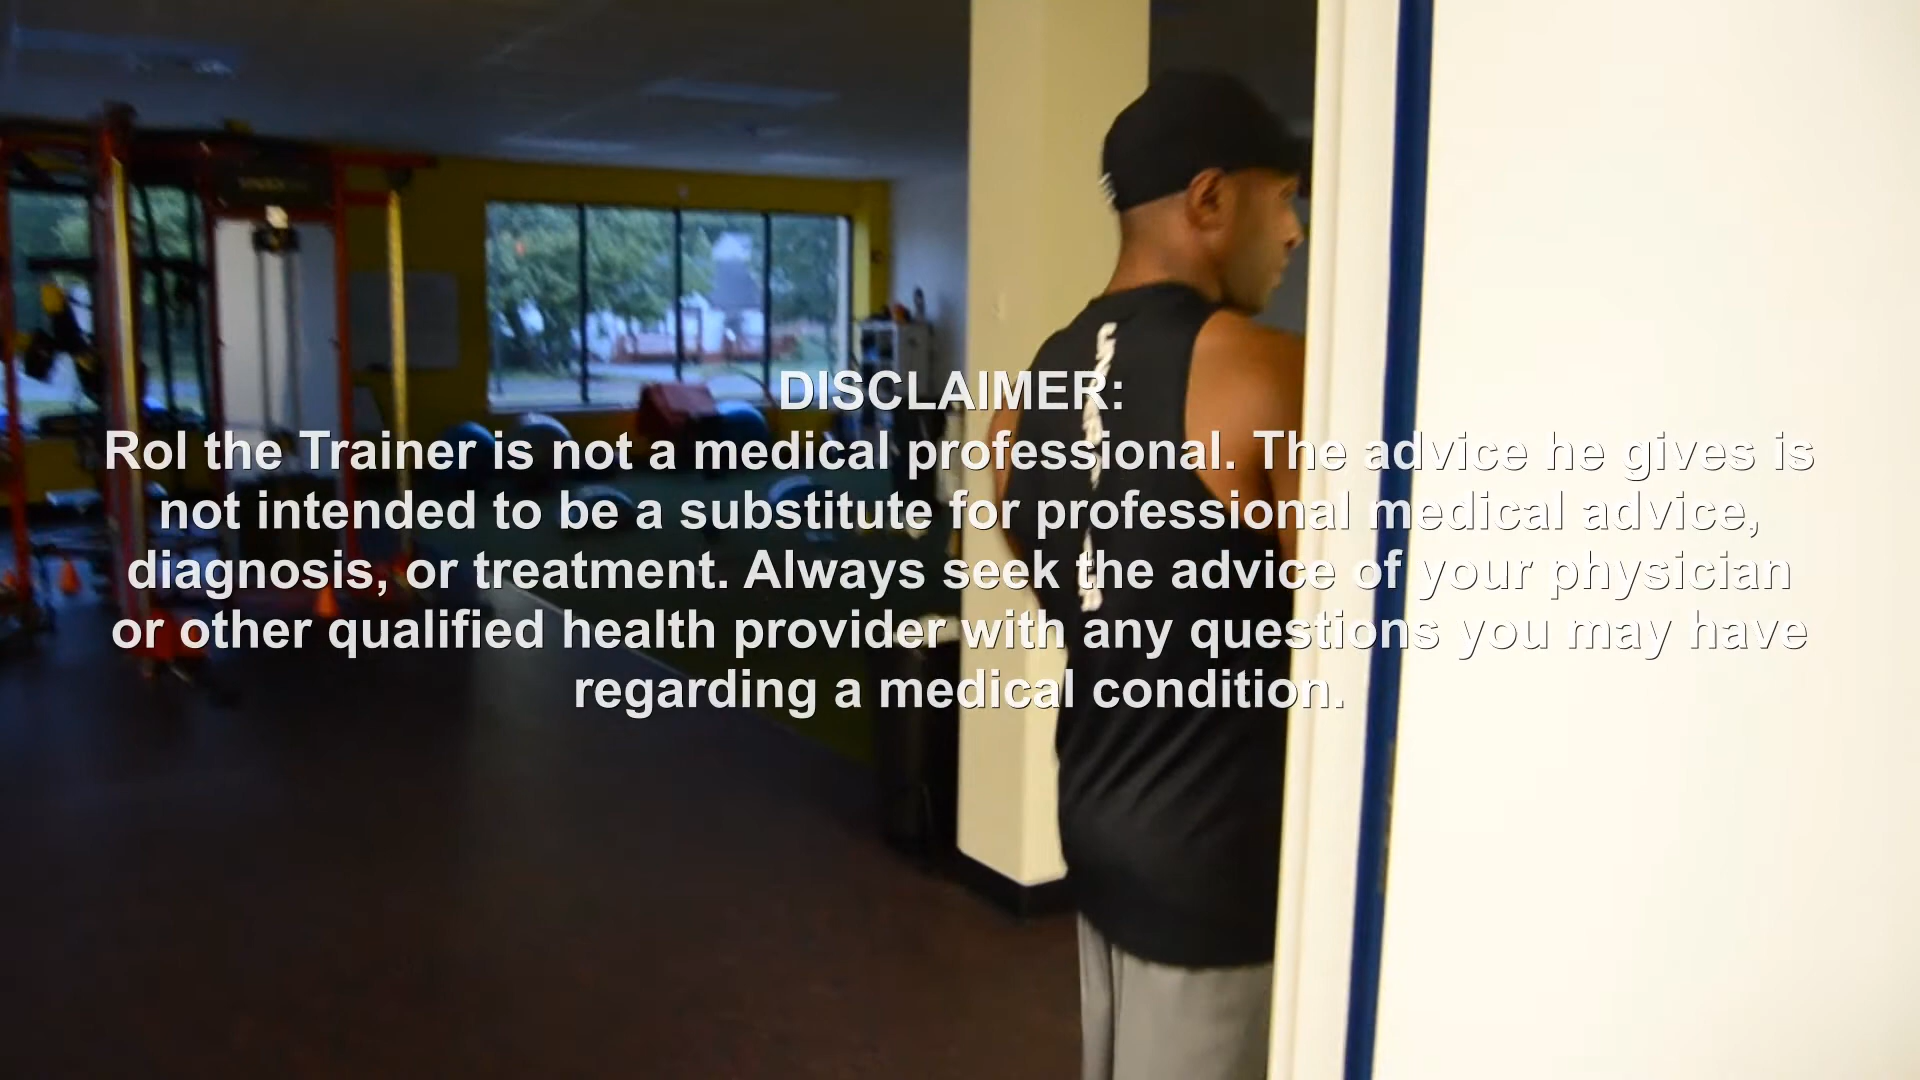 DISCLAIMER:
Rol the Trainer is not a medical professional. The advice he gives is
not intended to be a substitute for professional medical advice,
diagnosis, or treatment. Always seek the advice of your physician
or other qualified health provider with any questions you may have
regarding a medical condition.